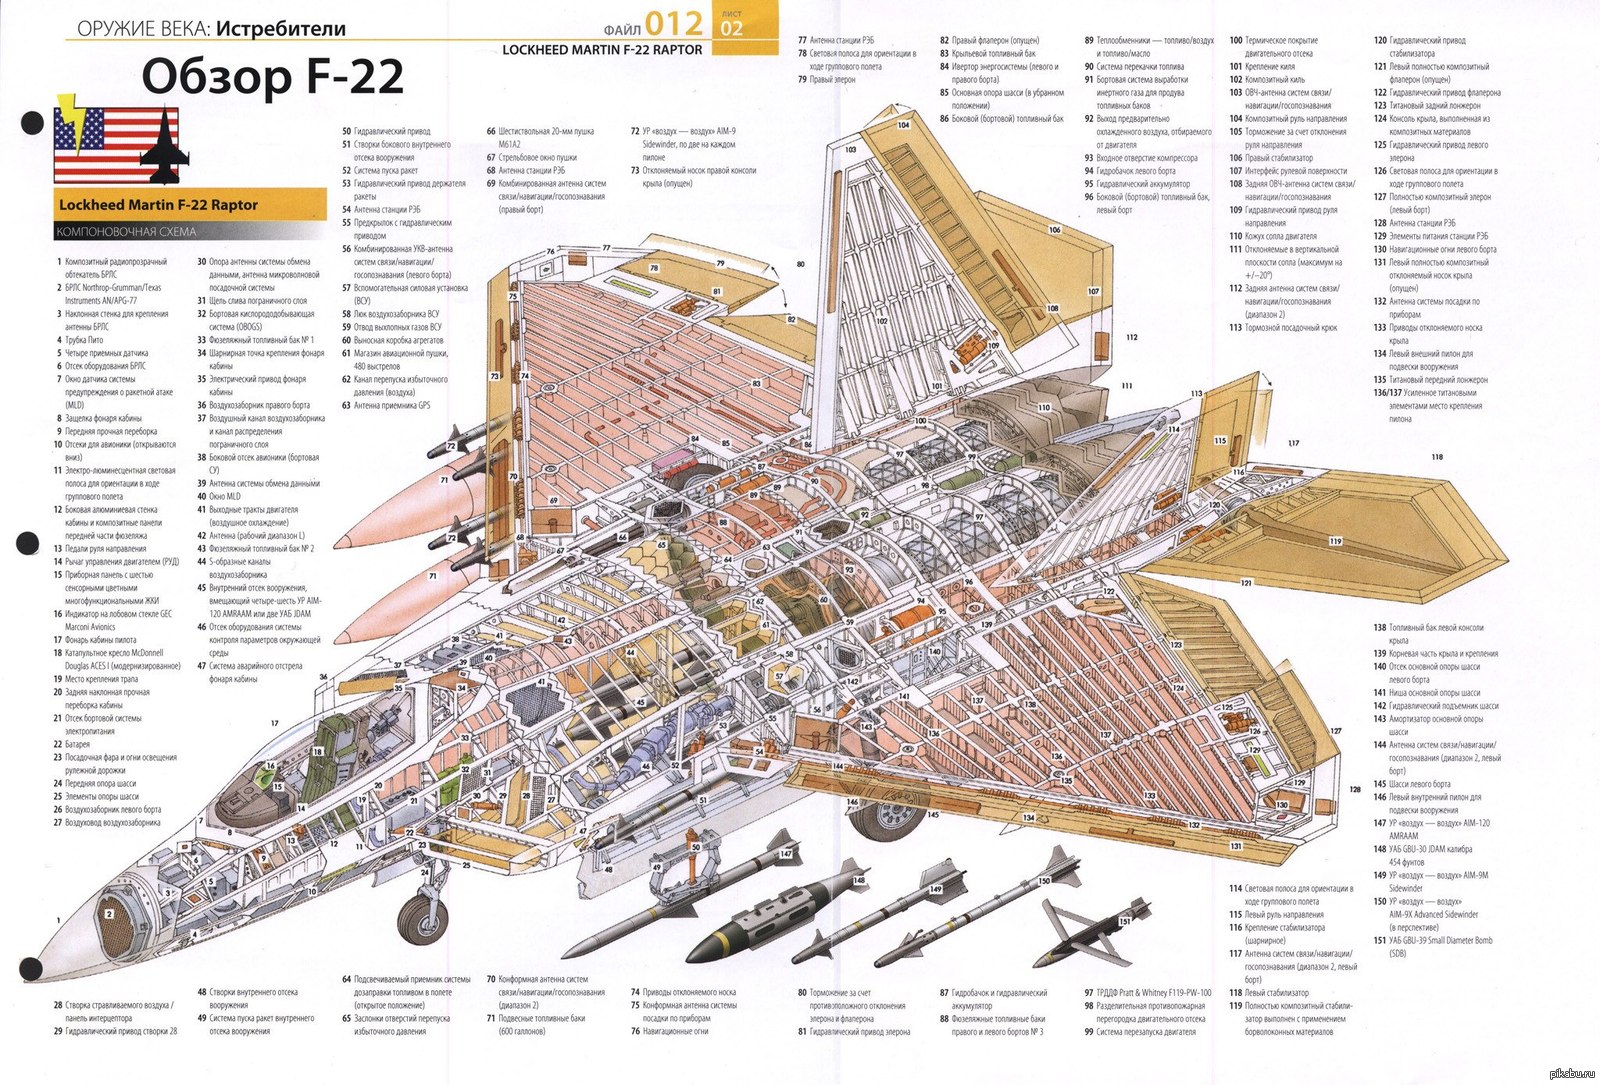 ОРУЖИЕ ВЕКА: Истребители
ФАЙЛ 012
ЛИСТ
02
LOCKHEED MARTIN F-22 RAPTOR
Обзор F-22
Lockheed Martin F-22 Raptor
КОМПОНОВОЧНАЯ СХЕМА
1 Композитный радиопрозрачный
обтекатель БРЛС
2 БРЛС Northrop-Grumman/Texas
Instruments AN/APG-77
3 Наклонная стенка для крепления
антенны БРЛС
4 Трубка Пито
5 Четыре приемных датчика
6 Отсек оборудования БРЛС
7 Окно датчика системы
предупреждения о ракетной атаке
(MLD)
8 Защелка фонаря кабины
9 Передняя прочная переборка
10 Отсеки для авионики (открываются
вниз)
11 Электро-люминесцентная световая
полоса для ориентации в ходе
группового полета
12 Боковая алюминиевая стенка
кабины и композитные панели
передней части фюзеляжа
13 Педали руля направления
14 Рычаг управления двигателем (РУД)
15 Приборная панель с шестью
сенсорными цветными
многофункциональными ЖКИ
16 Индикатор на лобовом стекле GEC
Marconi Avionics
17 Фонарь кабины пилота
18 Катапультное кресло McDonnell
Douglas ACES I (модернизированное)
19 Место крепления трапа
20 Задняя наклонная прочная
переборка кабины
21 Отсек бортовой системы
электропитания
22 Батарея
23 Посадочная фара и огни освещения
рулежной дорожки
24 Передняя опора шасси
25 Элементы опоры шасси
26 Воздухозаборник левого борта
27 Воздуховод воздухозаборника
28 Створка стравливаемого воздуха /
панель интерцептора
29 Гидравлический привод створки 28
30 Опора антенны системы обмена
данными, антенна микроволновой
посадочной системы
31 Щель слива пограничного слоя
32 Бортовая кислорододобывающая
система (OBOGS)
33 Фюзеляжный топливный бак № 1
34 Шарнирная точка крепления фонаря
кабины
35 Электрический привод фонаря
кабины
36 Воздухозаборник правого борта
37 Воздушный канал воздухозаборника
и канал распределения
пограничного слоя
38 Боковой отсек авионики (бортовая
СУ)
39 Антенна системы обмена данными
40 Окно MLD
41 Выходные тракты двигателя
(воздушное охлаждение)
42 Антенна (рабочий диапазон L)
43 Фюзеляжный топливный бак № 2
44 S-образные каналы
воздухозаборника
45 Внутренний отсек вооружения,
вмещающий четыре-шесть УР AIM-
120 AMRAAM или две УАБ JDAM
46 Отсек оборудования системы
контроля параметров окружающей
среды
47 Система аварийного отстрела
фонаря кабины
48 Створки внутреннего отсека
вооружения
49 Система пуска ракет внутреннего
отсека вооружения
50 Гидравлический привод
51 Створки бокового внутреннего
отсека вооружения
52 Система пуска ракет
53 Гидравлический привод держателя
ракеты
54 Антенна станции РЭБ
55 Предкрылок с гидравлическим
приводом
56 Комбинированная УКВ-антенна
систем связи/навигации/
госопознавания (левого борта)
57 Вспомогательная силовая установка
(ВСУ)
58 Люк воздухозаборника ВСУ
59 Отвод выхлопных газов ВСУ
60 Выносная коробка агрегатов
61 Магазин авиационной пушки,
480 выстрелов
62 Канал перепуска избыточного
давления (воздуха)
63 Антенна приемника GPS
64 Подсвечиваемый приемник системы
дозаправки топливом в полете
(открытое положение)
65 Заслонки отверстий перепуска
избыточного давления
66 Шестиствольная 20-мм пушка
M61A2
67 Стрельбовое окно пушки
68 Антенна станции РЭБ
69 Комбинированная антенна систем
связи/навигации/госопознавания
(правый борт)
70 Конформная антенна систем
связи/навигации/госопознавания
(диапазон 2)
71 Подвесные топливные баки
(600 галлонов)
72 УР «воздух — воздух» AIM-9
Sidewinder, по две на каждом
пилоне
73 Отклоняемый носок правой консоли
крыла (опущен)
74 Приводы отклоняемого носка
75 Конформная антенна системы
посадки по приборам
76 Навигационные огни
77 Антенна станции РЭБ
78 Световая полоса для ориентации в
ходе группового полета
79 Правый элерон
80 Торможение за счет
противоположного отклонения
элерона и флаперона
81 Гидравлический привод элерона
82 Правый флаперон (опущен)
83 Крыльевой топливный бак
84 Ивертор энергосистемы (левого и
правого борта)
85 Основная опора шасси (в убранном
положении)
86 Боковой (бортовой) топливный бак
87 Гидробачок и гидравлический
аккумулятор
88 Фюзеляжные топливные баки
правого и левого бортов № 3
89 Теплообменники — топливо/воздух
и топливо/масло
90 Система перекачки топлива
91 Бортовая система выработки
инертного газа для продува
топливных баков
92 Выход предварительно
охлажденного воздуха, отбираемого
от двигателя
93 Входное отверстие компрессора
94 Гидробачок левого борта
95 Гидравлический аккумулятор
96 Боковой (бортовой) топливный бак,
левый борт
97 ТРДДФ Pratt & Whitney F119-PW-100
98 Разделительная противопожарная
перегородка двигательного отсека
99 Система перезапуска двигателя
100 Термическое покрытие
двигательного отсека
101 Крепление киля
102 Композитный киль
103 ОВЧ-антенна систем связи/
навигации/госопознавания
104 Композитный руль направления
105 Торможение за счет отклонения
руля направления
106 Правый стабилизатор
107 Интерфейс рулевой поверхности
108 Задняя ОВЧ-антенна систем связи/
навигации/госопознавания
109 Гидравлический привод руля
направления
110 Кожух сопла двигателя
111 Отклоняемые в вертикальной
плоскости сопла (максимум на
+/–20°)
112 Задняя антенна систем связи/
навигации/госопознавания
(диапазон 2)
113 Тормозной посадочный крюк
114 Световая полоса для ориентации в
ходе группового полета
115 Левый руль направления
116 Крепление стабилизатора
(шарнирное)
117 Антенна систем связи/навигации/
госопознавания (диапазон 2, левый
борт)
118 Левый стабилизатор
119 Полностью композитный стабили-
затор выполнен с применением
борволоконных материалов
120 Гидравлический привод
стабилизатора
121 Левый полностью композитный
флаперон (опущен)
122 Гидравлический привод флаперона
123 Титановый задний лонжерон
124 Консоль крыла, выполненная из
композитных материалов
125 Гидравлический привод левого
элерона
126 Световая полоса для ориентации в
ходе группового полета
127 Полностью композитный элерон
(левый борт)
128 Антенна станции РЭБ
129 Элементы питания станции РЭБ
130 Навигационные огни левого борта
131 Левый полностью композитный
отклоняемый носок крыла
(опущен)
132 Антенна системы посадки по
приборам
133 Приводы отклоняемого носка
крыла
134 Левый внешний пилон для
подвески вооружения
135 Титановый передний лонжерон
136/137 Усиленное титановыми
элементами место крепления
пилона
138 Топливный бак левой консоли
крыла
139 Корневая часть крыла и крепления
140 Отсек основной опоры шасси
левого борта
141 Ниша основной опоры шасси
142 Гидравлический подъемник шасси
143 Амортизатор основной опоры
шасси
144 Антенна систем связи/навигации/
госопознавания (диапазон 2, левый
борт)
145 Шасси левого борта
146 Левый внутренний пилон для
подвески вооружения
147 УР «воздух — воздух» AIM-120
AMRAAM
148 УАБ GBU-30 JDAM калибра
454 фунтов
149 УР «воздух — воздух» AIM-9M
Sidewinder
150 УР «воздух — воздух»
AIM-9X Advanced Sidewinder
(в перспективе)
151 УАБ GBU-39 Small Diameter Bomb
(SDB)
pikabu.ru